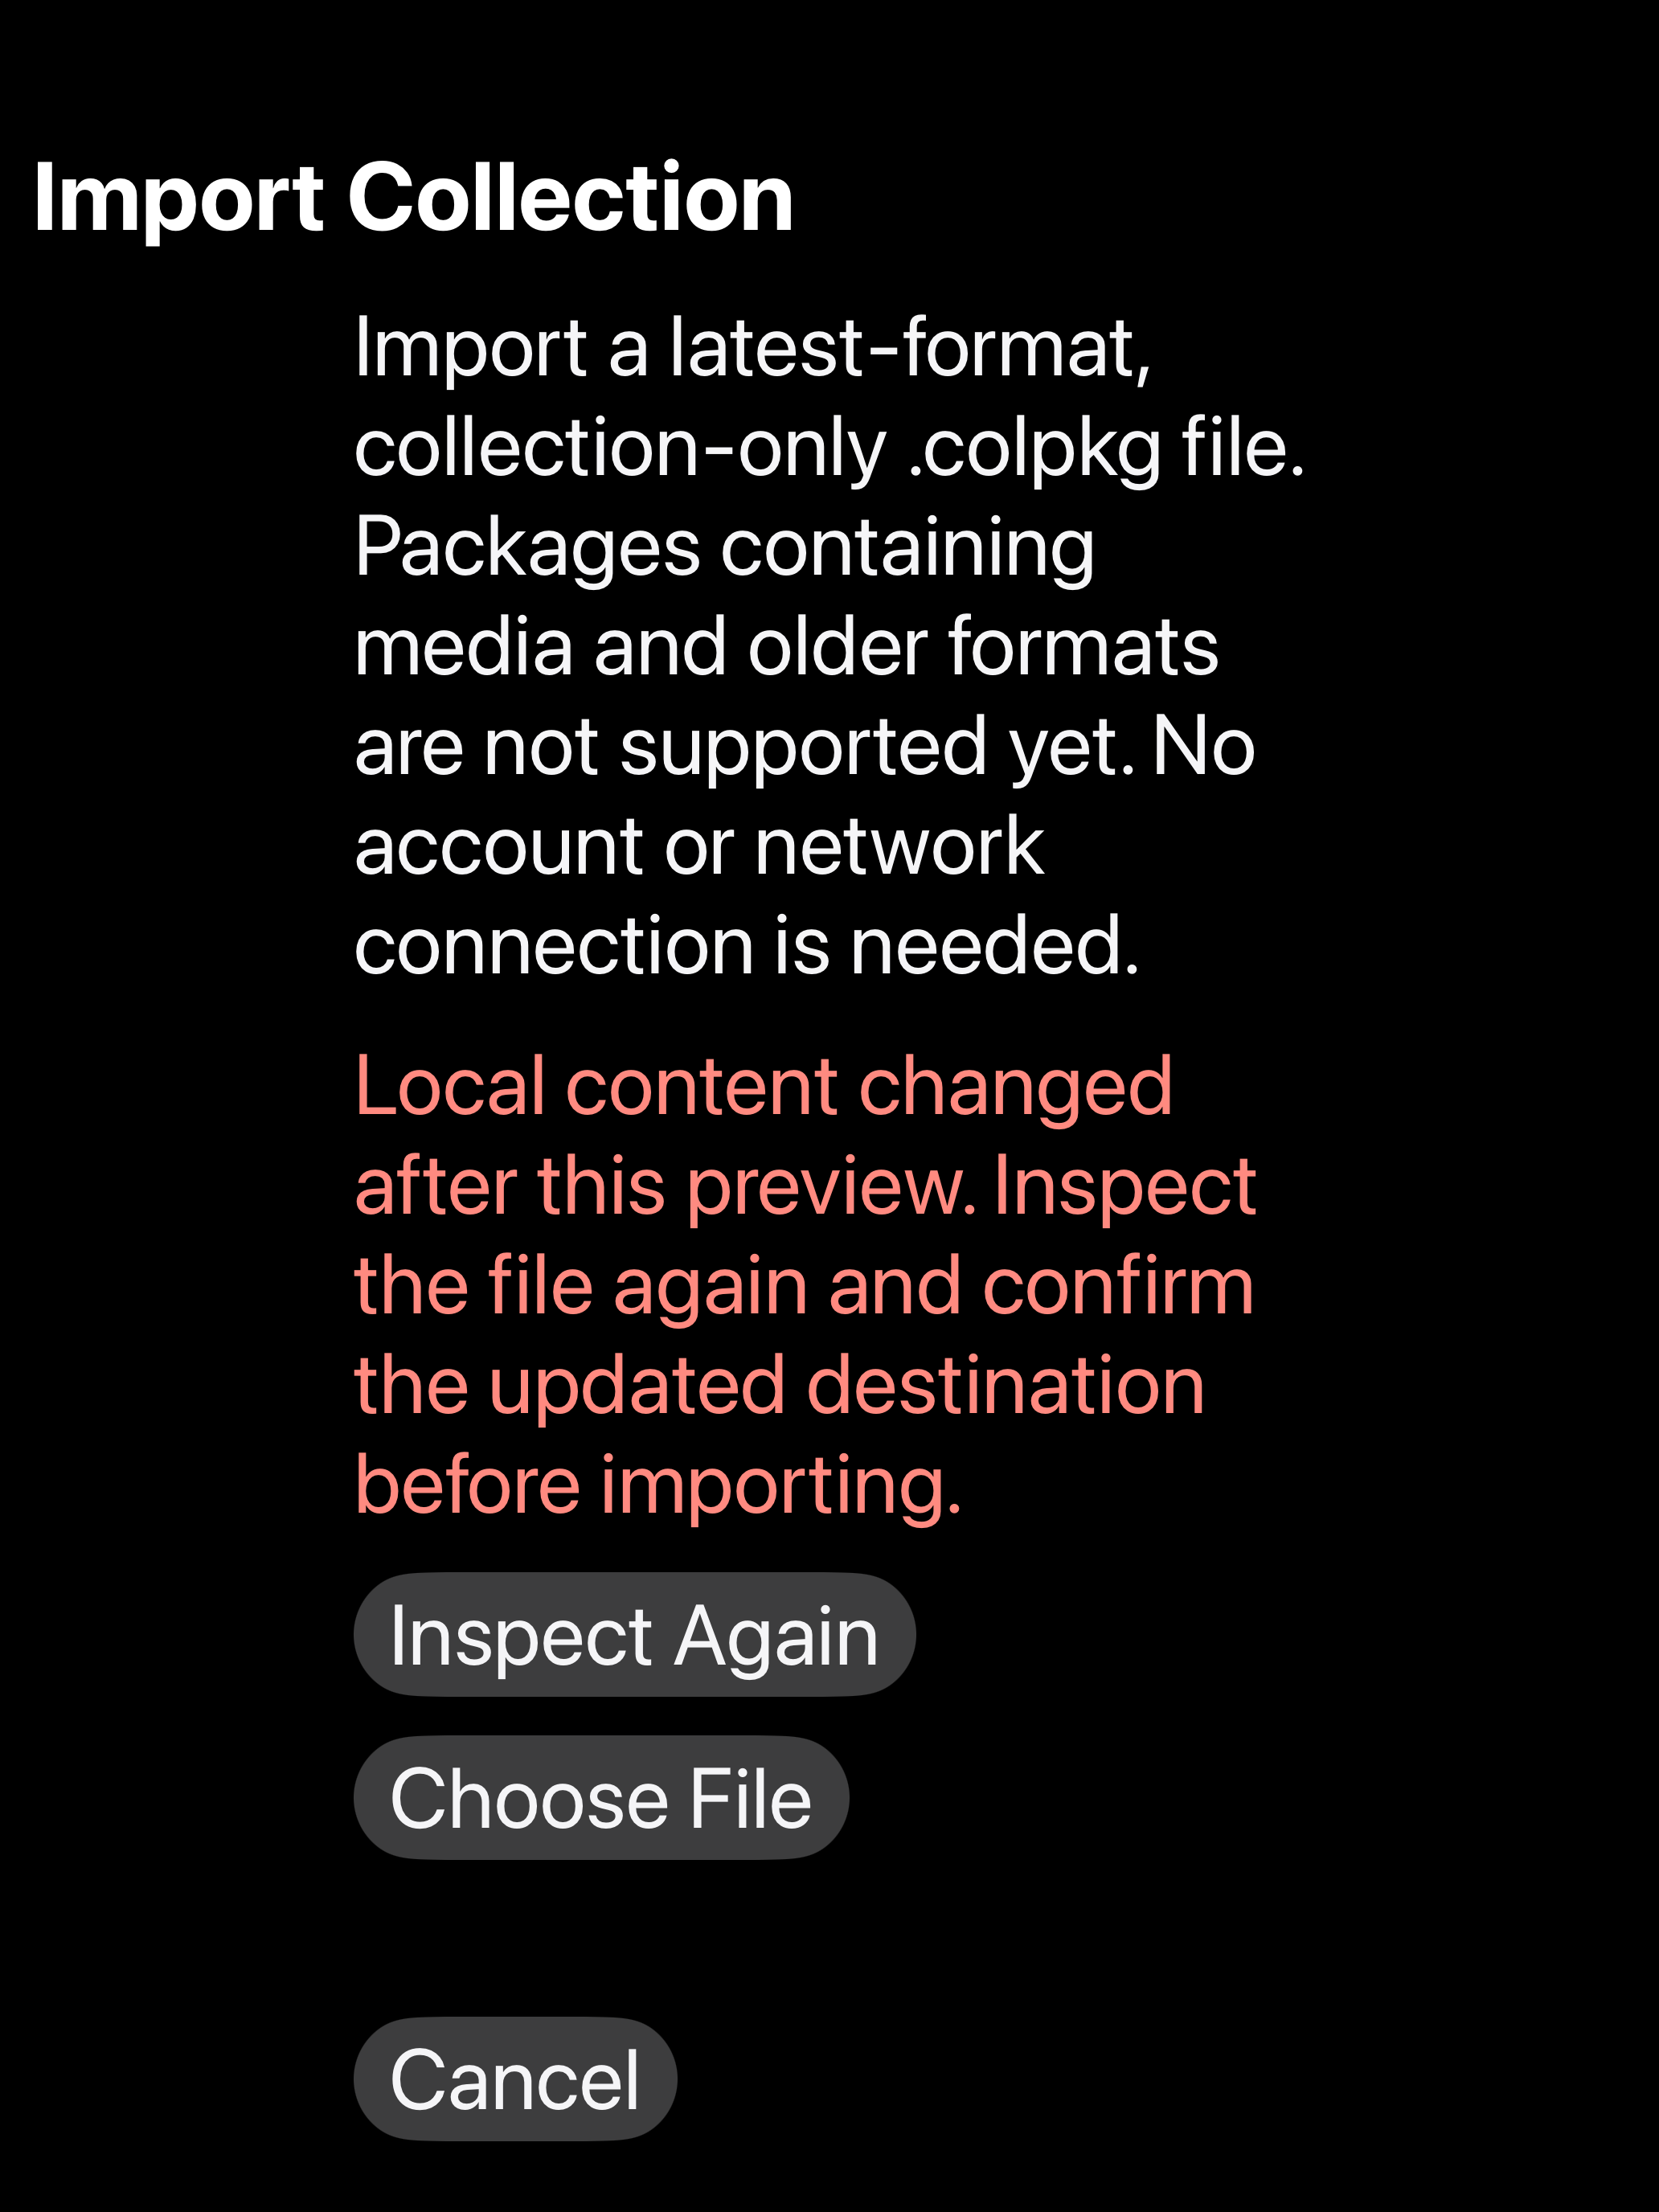 Import Collection
Import a latest-format,
collection-only .colpkg file.
Packages containing
media and older formats
are not supported yet. No
account or network
connection is needed.
Local content changed
after this preview. Inspect
the file again and confirm
the updated destination
before importing.
Inspect Again
Choose File
Cancel